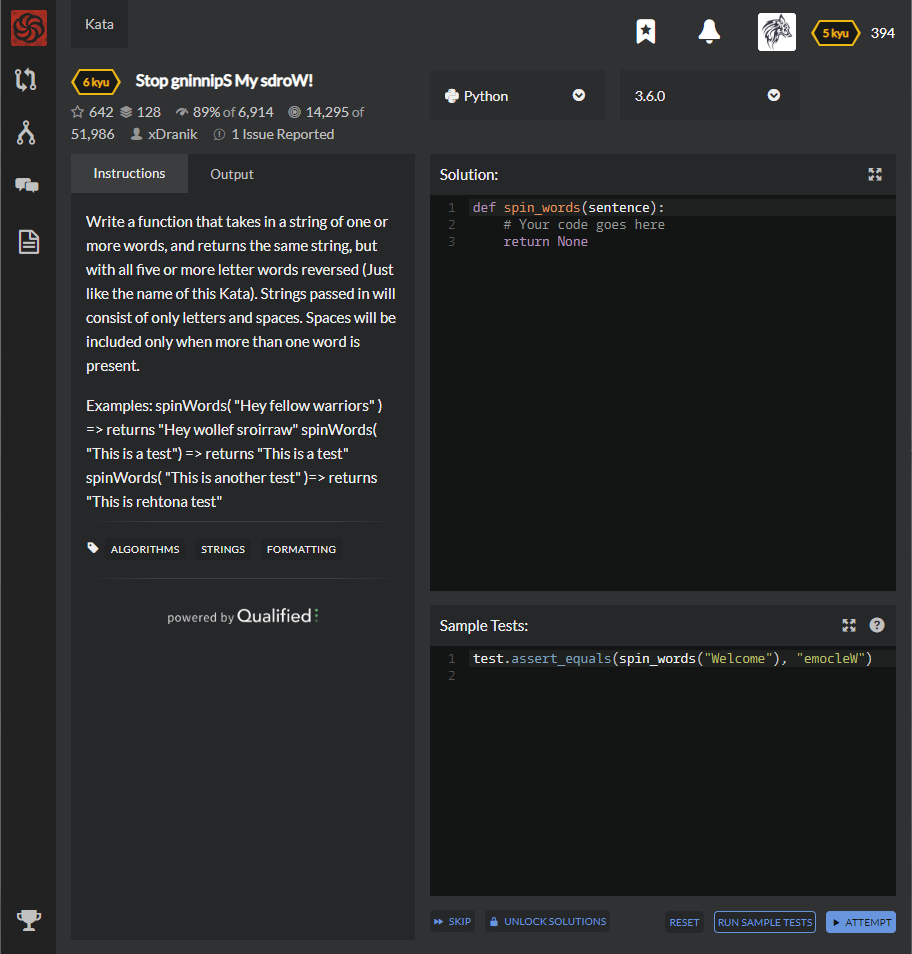 Kata
5 kyu 394
6 kyu Stop gninnipS My sdroW!
642 128 89% of 6,914 14,295 of
51,986 xDranik 1 Issue Reported
Python
3.6.0
Instructions Output
Write a function that takes in a string of one or
more words, and returns the same string, but
with all five or more letter words reversed (Just
like the name of this Kata). Strings passed in will
consist of only letters and spaces. Spaces will be
included only when more than one word is
present.
Examples: spinWords( "Hey fellow warriors" )
=> returns "Hey wollef sroirraw" spinWords(
"This is a test") => returns "This is a test"
spinWords( "This is another test" )=> returns
"This is rehtona test"
ALGORITHMS STRINGS FORMATTING
powered by Qualified
Solution:
1 def spin_words(sentence):
2 # Your code goes here
3 return None
Sample Tests:
?
1 test.assert_equals(spin_words("Welcome"), "emocleW")
2
SKIP UNLOCK SOLUTIONS RESET RUN SAMPLE TESTS ATTEMPT